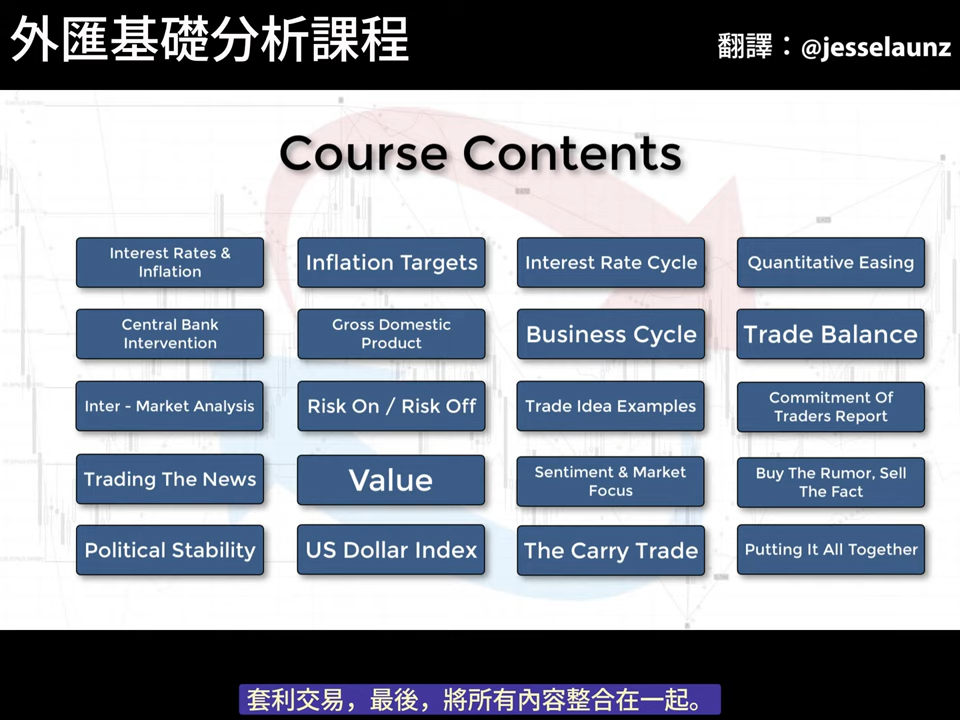 外匯基礎分析課程
翻譯：@jesselaunz
Course Contents
Interest Rates &
Inflation
Inflation Targets
Interest Rate Cycle
Quantitative Easing
Central Bank
Intervention
Gross Domestic
Product
Business Cycle
Trade Balance
Inter - Market Analysis
Risk On / Risk Off
Trade Idea Examples
Commitment Of
Traders Report
Trading The News
Value
Sentiment & Market
Focus
Buy The Rumor, Sell
The Fact
Political Stability
US Dollar Index
The Carry Trade
Putting It All Together
套利交易，最後，將所有內容整合在一起。